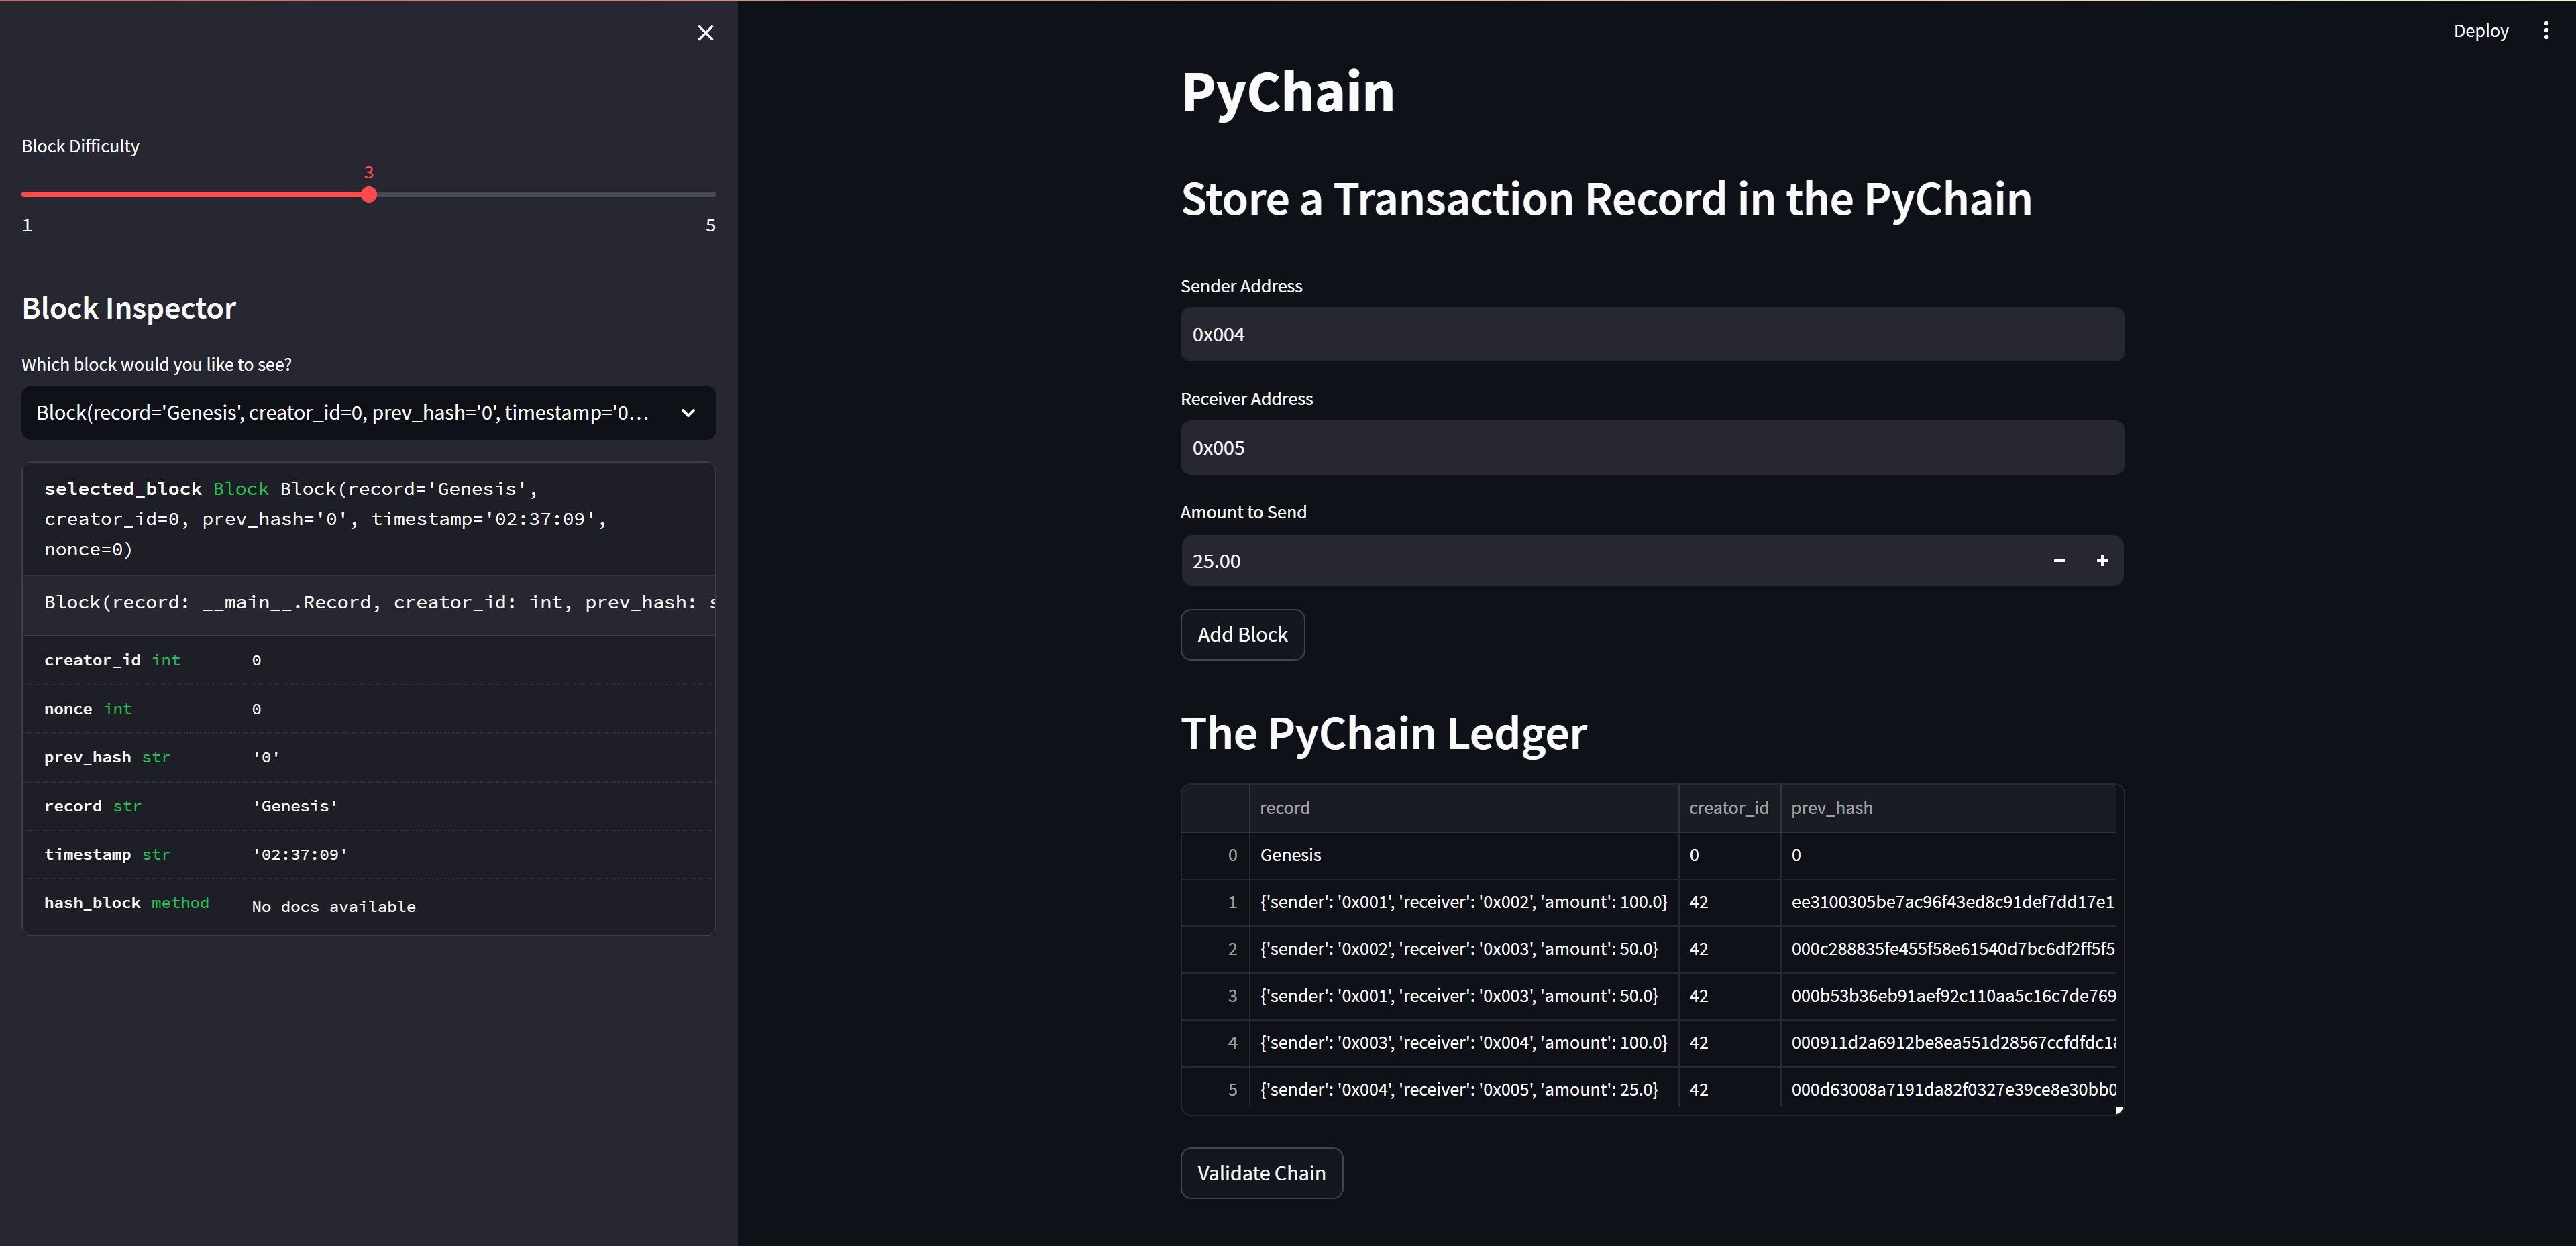 Block Difficulty
3
1 5
Block Inspector
Which block would you like to see?
Block(record='Genesis', creator_id=0, prev_hash='0', timestamp='0...
selected_block Block Block(record='Genesis',
creator_id=0, prev_hash='0', timestamp='02:37:09',
nonce=0)
Block(record: __main__.Record, creator_id: int, prev_hash: s
creator_id int 0
nonce int 0
prev_hash str '0'
record str 'Genesis'
timestamp str '02:37:09'
hash_block method No docs available
Deploy
PyChain
Store a Transaction Record in the PyChain
Sender Address
0x004
Receiver Address
0x005
Amount to Send
25.00
Add Block
The PyChain Ledger
record creator_id prev_hash
0 Genesis 0 0
1 {'sender': '0x001', 'receiver': '0x002', 'amount': 100.0} 42 ee3100305be7ac96f43ed8c91def7dd17e1
2 {'sender': '0x002', 'receiver': '0x003', 'amount': 50.0} 42 000c288835fe455f58e61540d7bc6df2ff5f5
3 {'sender': '0x001', 'receiver': '0x003', 'amount': 50.0} 42 000b53b36eb91aef92c110aa5c16c7de769
4 {'sender': '0x003', 'receiver': '0x004', 'amount': 100.0} 42 000911d2a6912be8ea551d28567ccfdfdc18
5 {'sender': '0x004', 'receiver': '0x005', 'amount': 25.0} 42 000d63008a7191da82f0327e39ce8e30bb0
Validate Chain